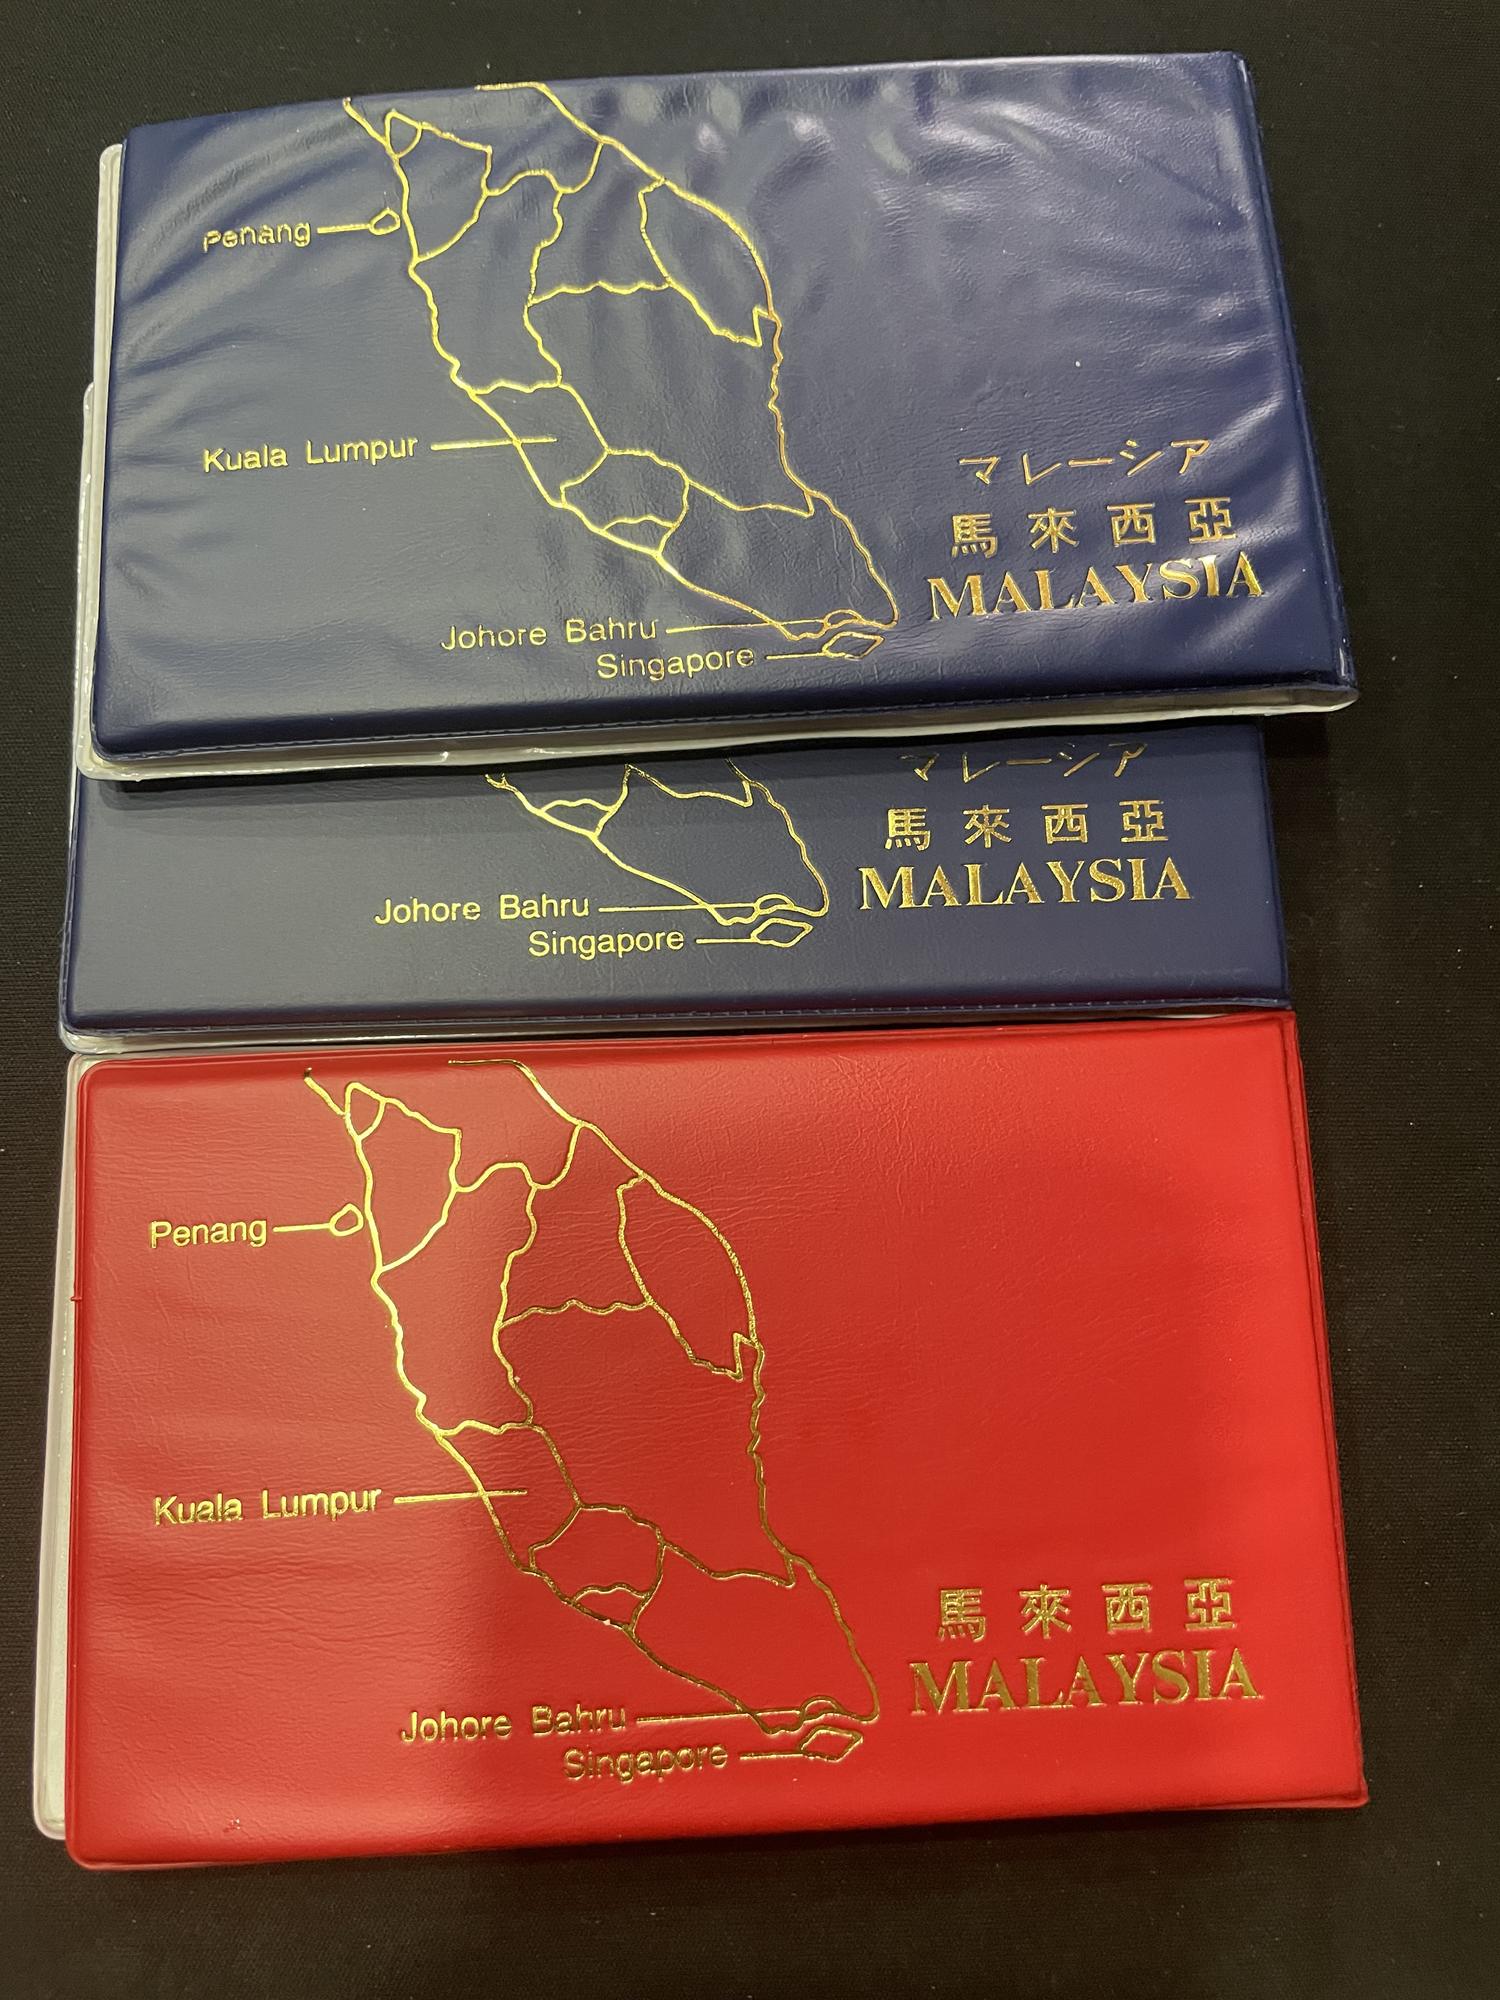 Penang
Kuala Lumpur
マレーシア
馬來西亞
MALAYSIA
Johore Bahru
Singapore
マレーシア
馬來西亞
MALAYSIA
Johore Bahru
Singapore
Penang
Kuala Lumpur
馬來西亞
MALAYSIA
Johore Bahru
Singapore